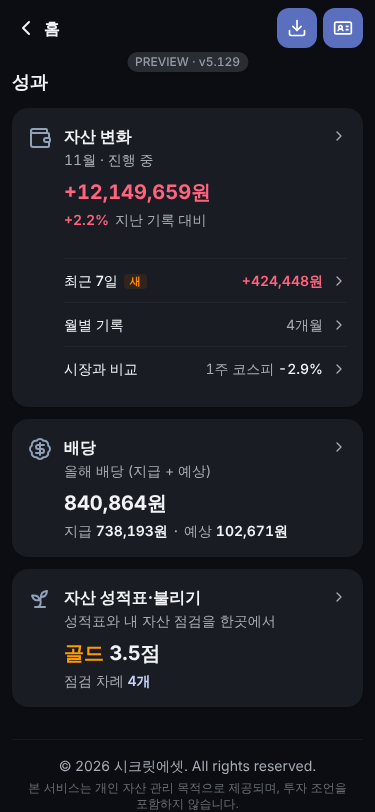 홈
PREVIEW · v5.129
성과
자산 변화
11월 · 진행 중
+12,149,659원
+2.2% 지난 기록 대비
최근 7일 새 +424,448원
월별 기록 4개월
시장과 비교 1주 코스피 -2.9%
배당
올해 배당 (지급 + 예상)
840,864원
지급 738,193원 · 예상 102,671원
자산 성적표·불리기
성적표와 내 자산 점검을 한곳에서
골드 3.5점
점검 차례 4개
© 2026 시크릿에셋. All rights reserved.
본 서비스는 개인 자산 관리 목적으로 제공되며, 투자 조언을
포함하지 않습니다.